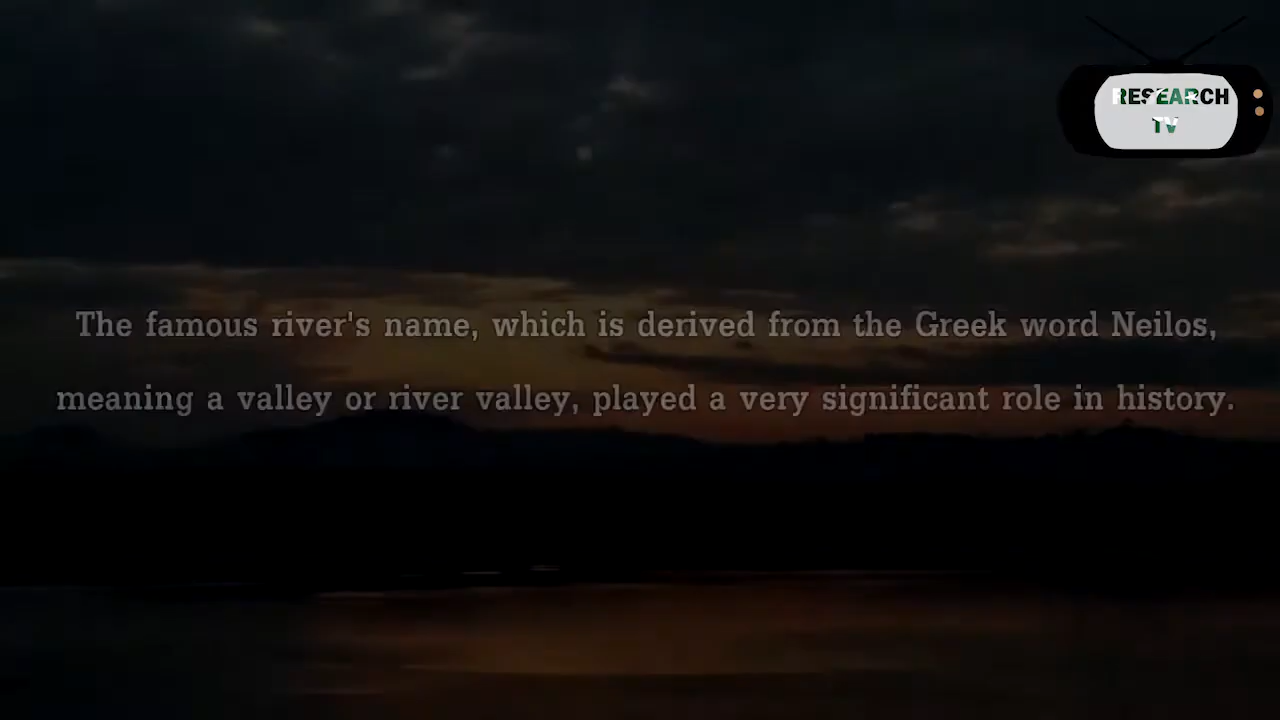 RESEARCH
TV
The famous river's name, which is derived from the Greek word Neilos,
meaning a valley or river valley, played a very significant role in history.